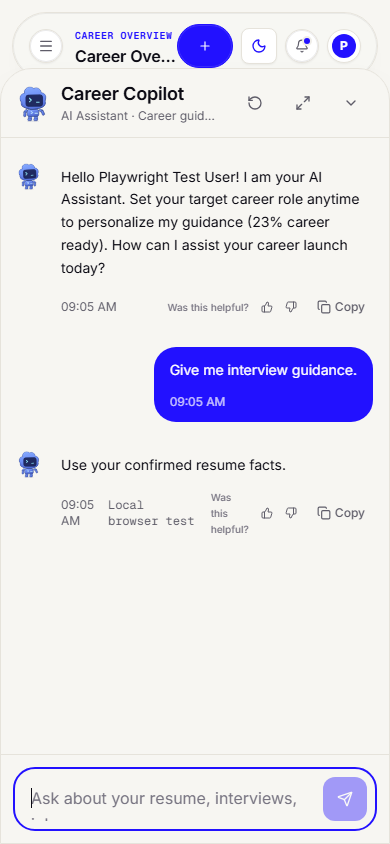 CAREER OVERVIEW
Career Ove...
P
Career Copilot
AI Assistant · Career guid...
Hello Playwright Test User! I am your AI
Assistant. Set your target career role anytime
to personalize my guidance (23% career
ready). How can I assist your career launch
today?
09:05 AM
Was this helpful?
Copy
Give me interview guidance.
09:05 AM
Use your confirmed resume facts.
09:05
AM
Local
browser test
Was
this
helpful?
Copy
Ask about your resume, interviews,